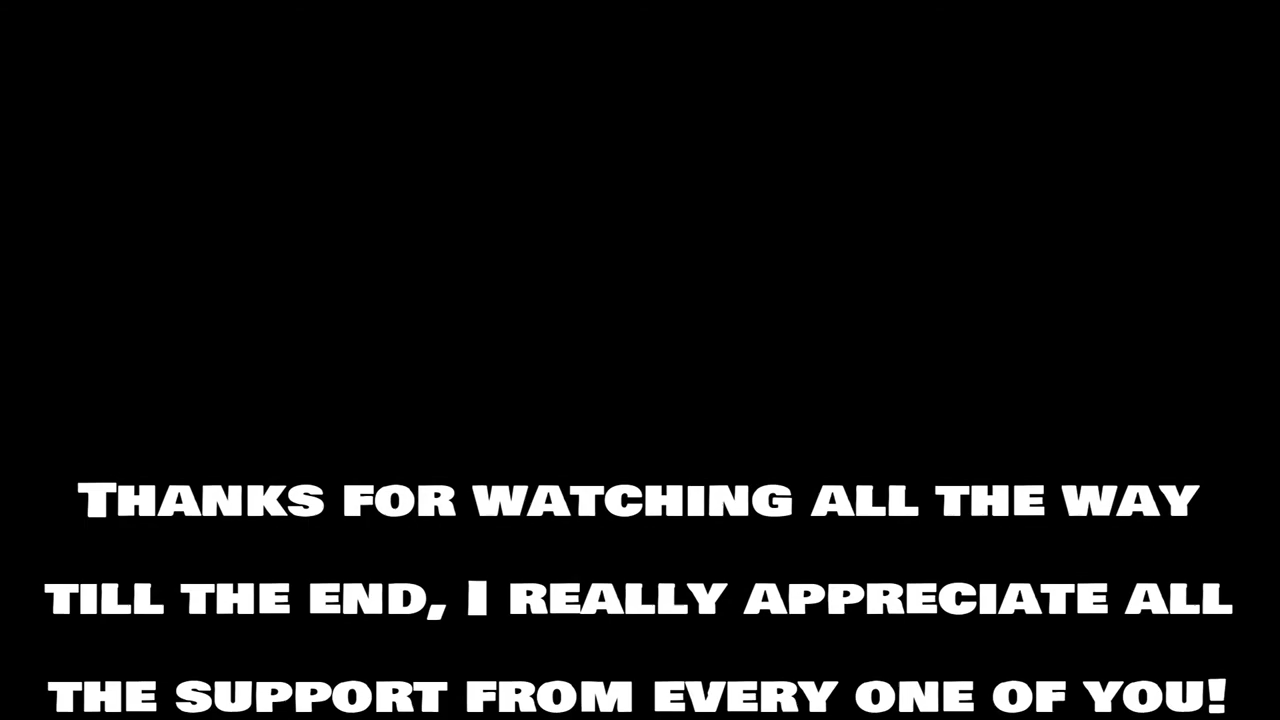 Thanks for watching all the way
till the end, I really appreciate all
the support from every one of you!